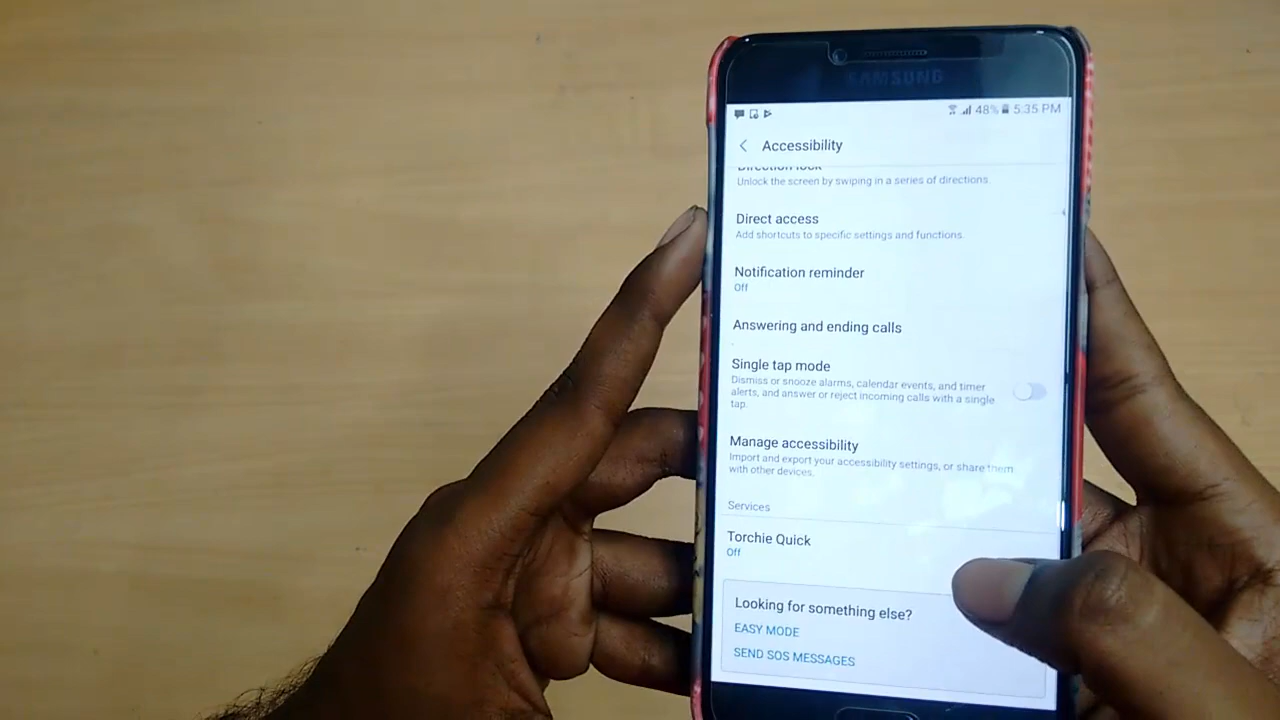 SAMSUNG
48% 5:35 PM
Accessibility
Direction lock
Unlock the screen by swiping in a series of directions
Direct access
Add shortcuts to specific settings and functions.
Notification reminder
Off
Answering and ending calls
Single tap mode
Dismiss or snooze alarms, calendar events, and timer
alerts, and answer or reject incoming calls with a single
tap.
Manage accessibility
Import and export your accessibility settings, or share them
with other devices.
Services
Torchie Quick
Off
Looking for something else?
EASY MODE
SEND SOS MESSAGES